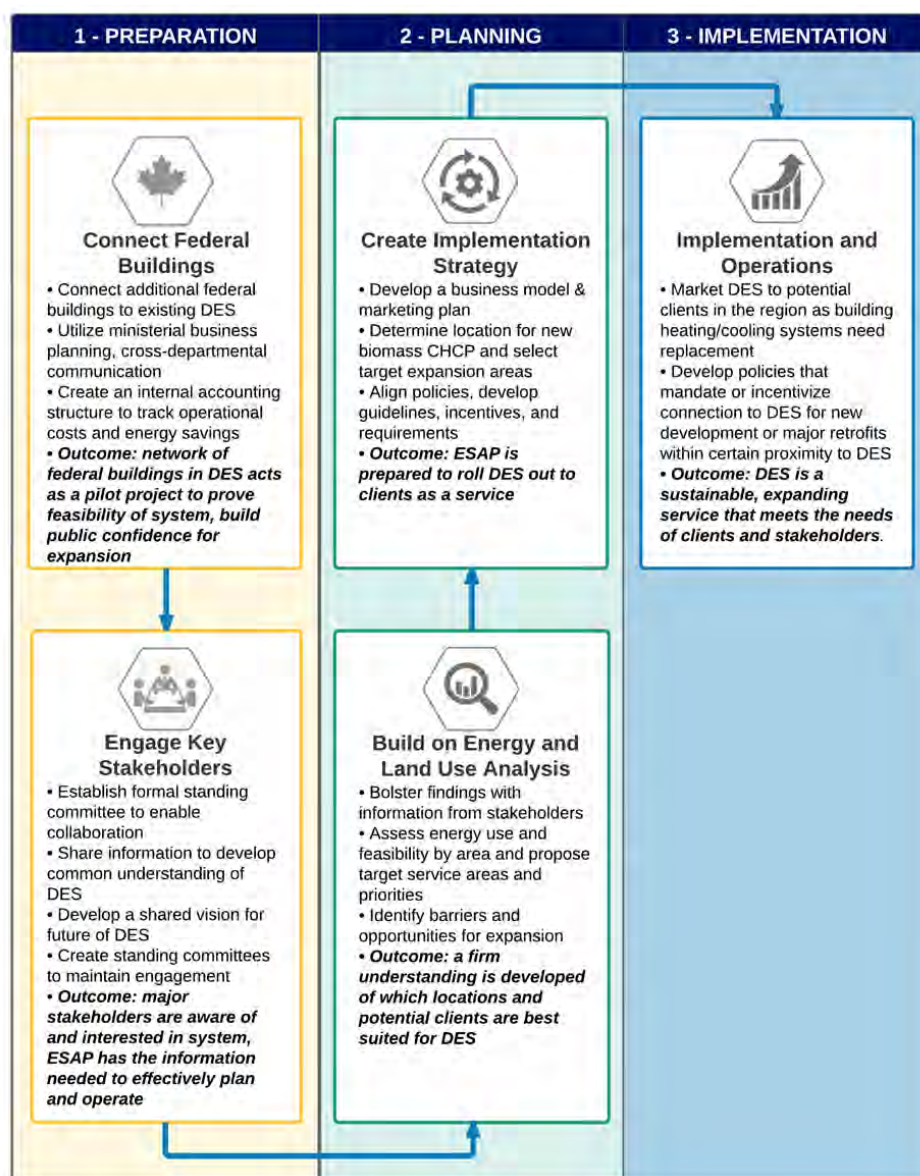 1 - PREPARATION
2 - PLANNING
3 - IMPLEMENTATION
Connect Federal
Buildings
• Connect additional federal
buildings to existing DES
• Utilize ministerial business
planning, cross-departmental
communication
• Create an internal accounting
structure to track operational
costs and energy savings
• Outcome: network of
federal buildings in DES acts
as a pilot project to prove
feasibility of system, build
public confidence for
expansion
Engage Key
Stakeholders
• Establish formal standing
committee to enable
collaboration
• Share information to develop
common understanding of
DES
• Develop a shared vision for
future of DES
• Create standing committees
to maintain engagement
• Outcome: major
stakeholders are aware of
and interested in system,
ESAP has the information
needed to effectively plan
and operate
Build on Energy and
Land Use Analysis
• Bolster findings with
information from stakeholders
• Assess energy use and
feasibility by area and propose
target service areas and
priorities
• Identify barriers and
opportunities for expansion
• Outcome: a firm
understanding is developed
of which locations and
potential clients are best
suited for DES
Create Implementation
Strategy
• Develop a business model &
marketing plan
• Determine location for new
biomass CHCP and select
target expansion areas
• Align policies, develop
guidelines, incentives, and
requirements
• Outcome: ESAP is
prepared to roll DES out to
clients as a service
Implementation and
Operations
• Market DES to potential
clients in the region as building
heating/cooling systems need
replacement
• Develop policies that
mandate or incentivize
connection to DES for new
development or major retrofits
within certain proximity to DES
• Outcome: DES is a
sustainable, expanding
service that meets the needs
of clients and stakeholders.